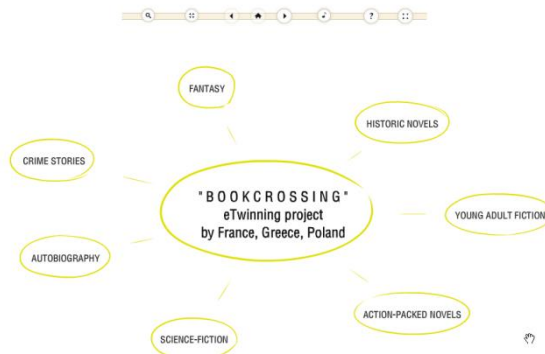 FANTASY
HISTORIC NOVELS
CRIME STORIES
"BOOKCROSSING"
eTwinning project
by France, Greece, Poland
YOUNG ADULT FICTION
AUTOBIOGRAPHY
ACTION-PACKED NOVELS
SCIENCE-FICTION